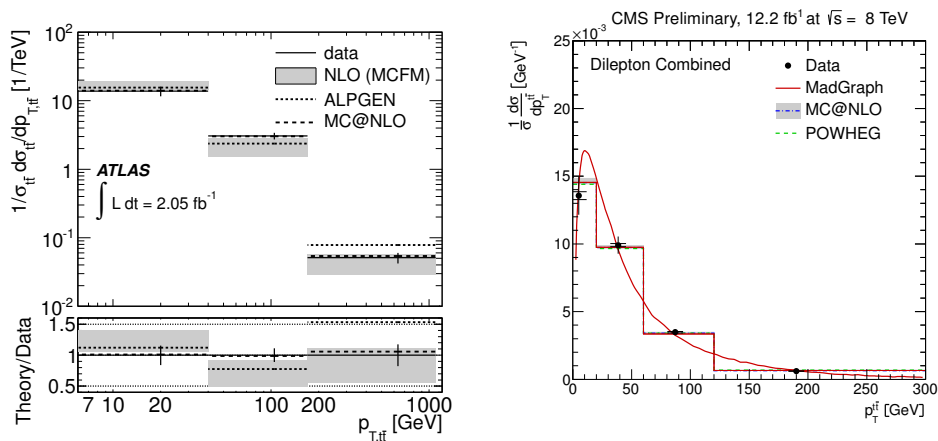 1/σ_tt̄ dσ_tt̄/dp_T,tt̄ [1/TeV]
10²
10
1
10⁻¹
10⁻²
data
NLO (MCFM)
ALPGEN
MC@NLO
ATLAS
∫ L dt = 2.05 fb⁻¹
Theory/Data
1.5
1
0.5
7 10 20 100 200 1000
p_T,tt̄ [GeV]
CMS Preliminary, 12.2 fb¹ at √s = 8 TeV
×10⁻³
1/σ dσ/dp_T^tt̄ [GeV⁻¹]
25
20
15
10
5
0
Dilepton Combined
Data
MadGraph
MC@NLO
POWHEG
0 50 100 150 200 250 300
p_T^tt̄ [GeV]